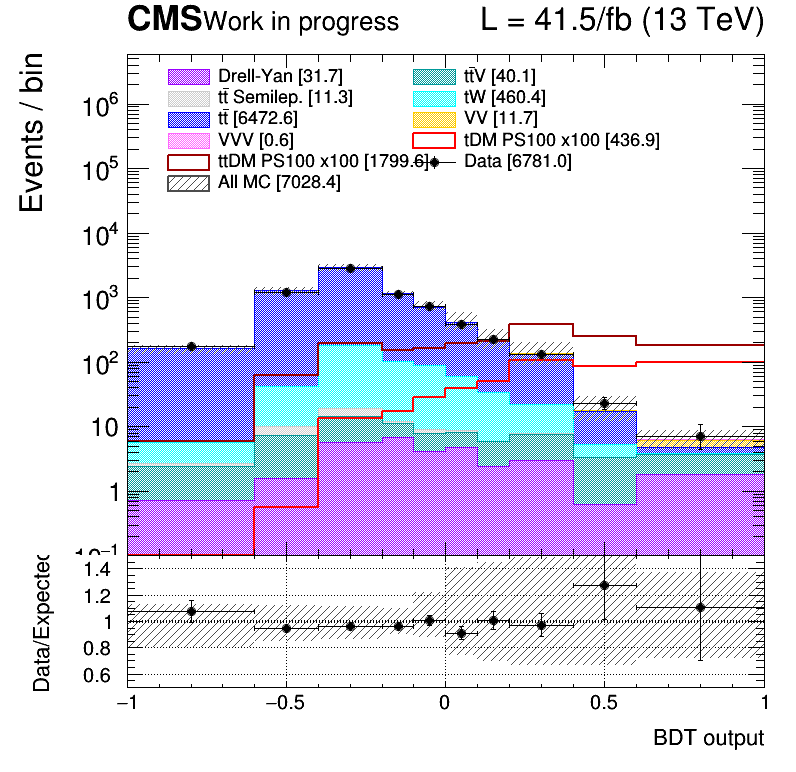 CMS Work in progress L = 41.5/fb (13 TeV)
Events / bin
Drell-Yan [31.7] tt̄V [40.1]
tt̄ Semilep. [11.3] tW [460.4]
tt̄ [6472.6] VV [11.7]
VVV [0.6] tDM PS100 x100 [436.9]
ttDM PS100 x100 [1799.6] Data [6781.0]
All MC [7028.4]
10⁶
10⁵
10⁴
10³
10²
10
1
10⁻¹
Data/Expected
1.4
1.2
1
0.8
0.6
−1 −0.5 0 0.5 1
BDT output